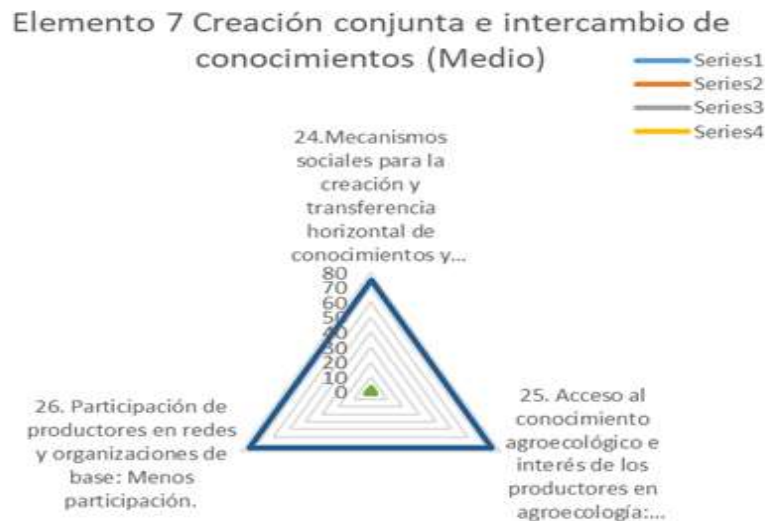 Elemento 7 Creación conjunta e intercambio de
conocimientos (Medio)
Series1
Series2
Series3
Series4
24.Mecanismos
sociales para la
creación y
transferencia
horizontal de
conocimientos y...
80
70
60
50
40
30
20
10
0
26. Participación de
productores en redes
y organizaciones de
base: Menos
participación.
25. Acceso al
conocimiento
agroecológico e
interés de los
productores en
agroecología:...